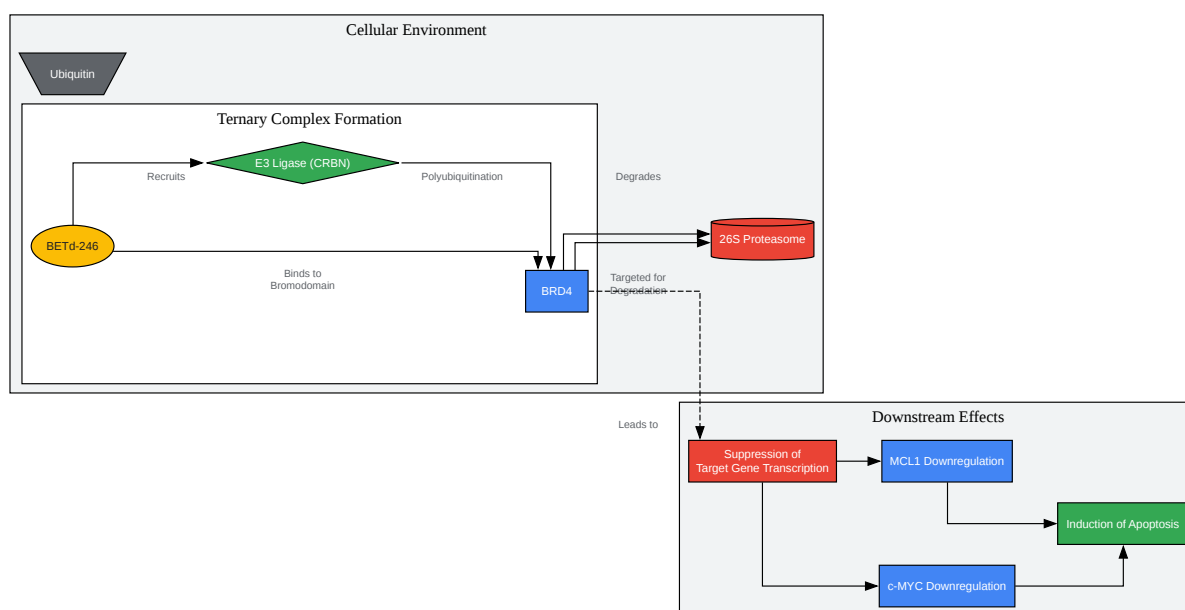 Cellular Environment
Ubiquitin
Ternary Complex Formation
E3 Ligase (CRBN)
Recruits
Polyubiquitination
Degrades
BETd-246
26S Proteasome
Binds to
Bromodomain
BRD4
Targeted for
Degradation
Leads to
Downstream Effects
Suppression of
Target Gene Transcription
MCL1 Downregulation
Induction of Apoptosis
c-MYC Downregulation